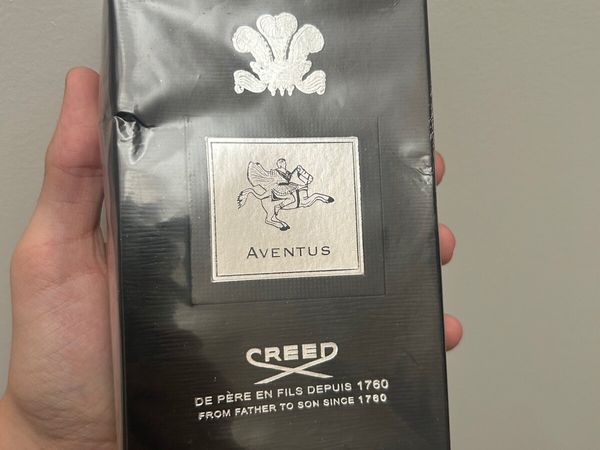 AVENTUS
CREED
DE PÈRE EN FILS DEPUIS 1760
FROM FATHER TO SON SINCE 1760